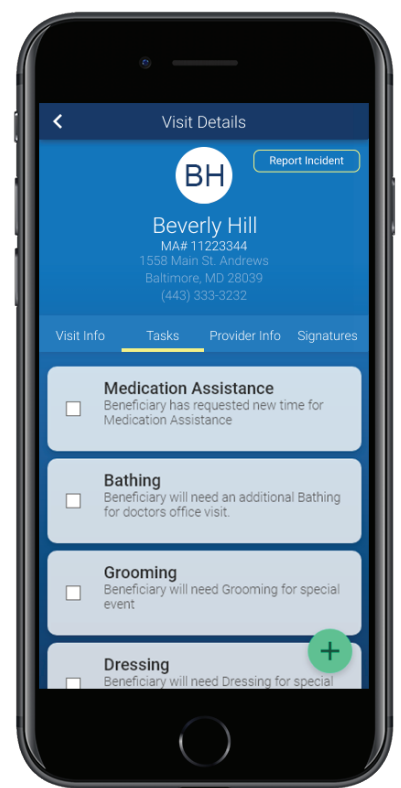 Visit Details
Report Incident
BH
Beverly Hill
MA# 11223344
1558 Main St. Andrews
Baltimore, MD 28039
(443) 333-3232
Visit Info Tasks Provider Info Signatures
Medication Assistance
Beneficiary has requested new time for
Medication Assistance
Bathing
Beneficiary will need an additional Bathing
for doctors office visit.
Grooming
Beneficiary will need Grooming for special
event
Dressing
Beneficiary will need Dressing for special